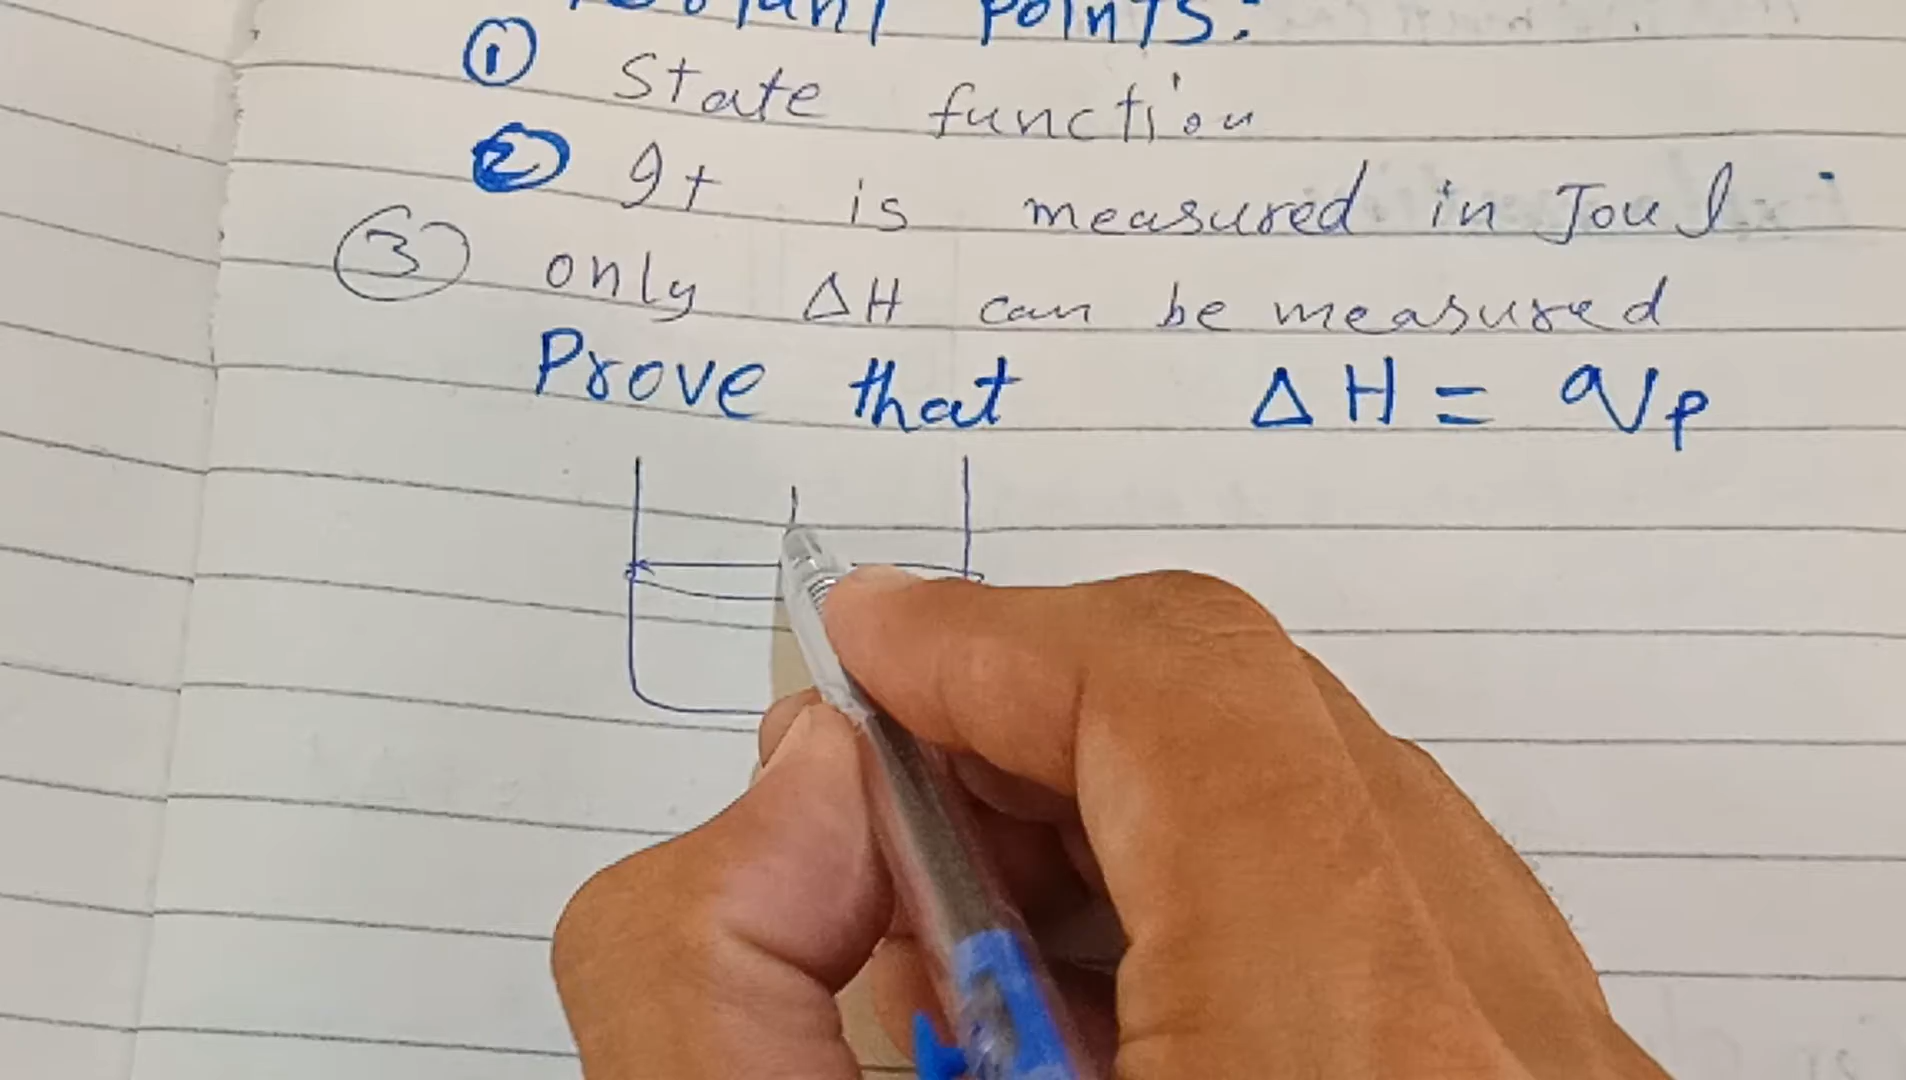 points:
① State function
② It is measured in Joul
③ only ΔH can be measured
Prove that ΔH = qp